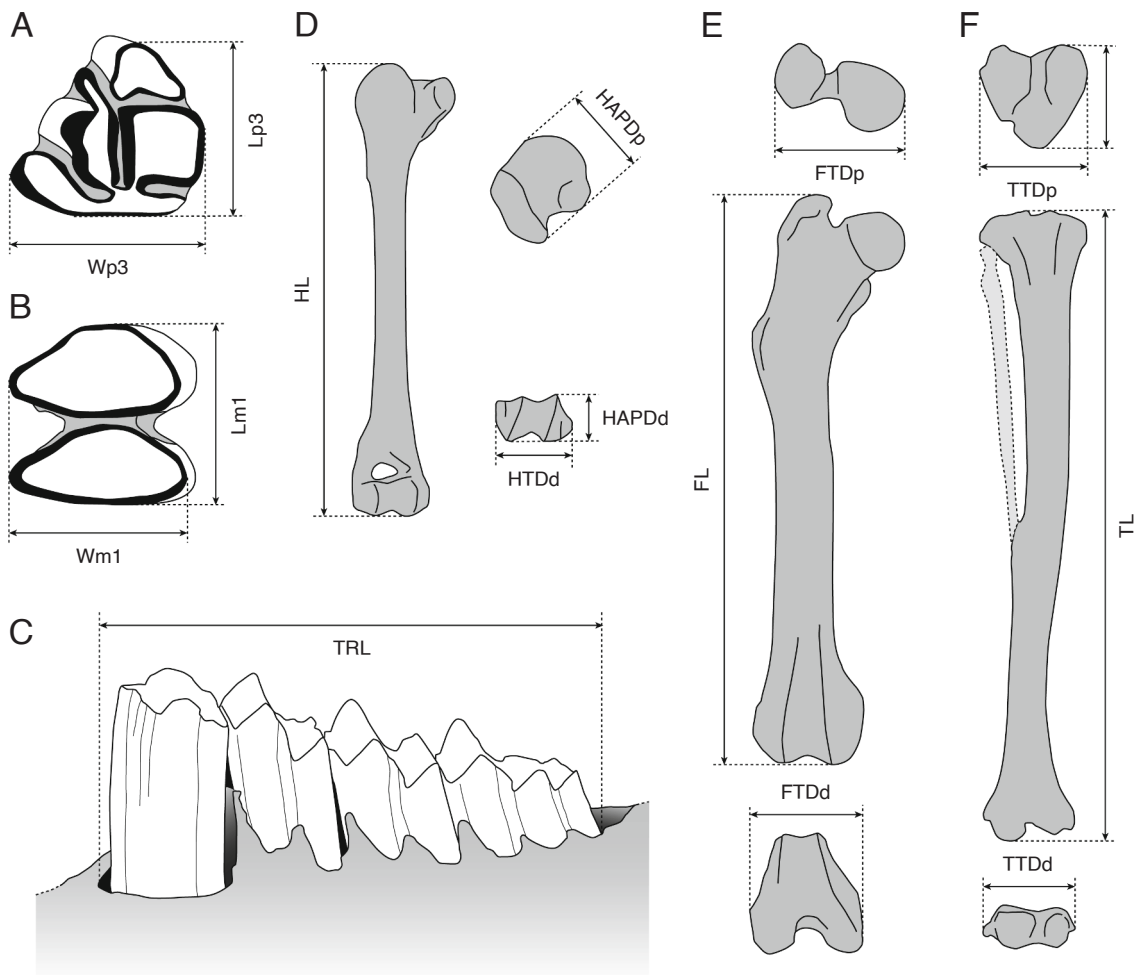 A
Lp3
Wp3
B
Lm1
Wm1
C
TRL
D
HL
HAPDp
HAPDd
HTDd
E
FTDp
FL
FTDd
F
TTDp
TL
TTDd